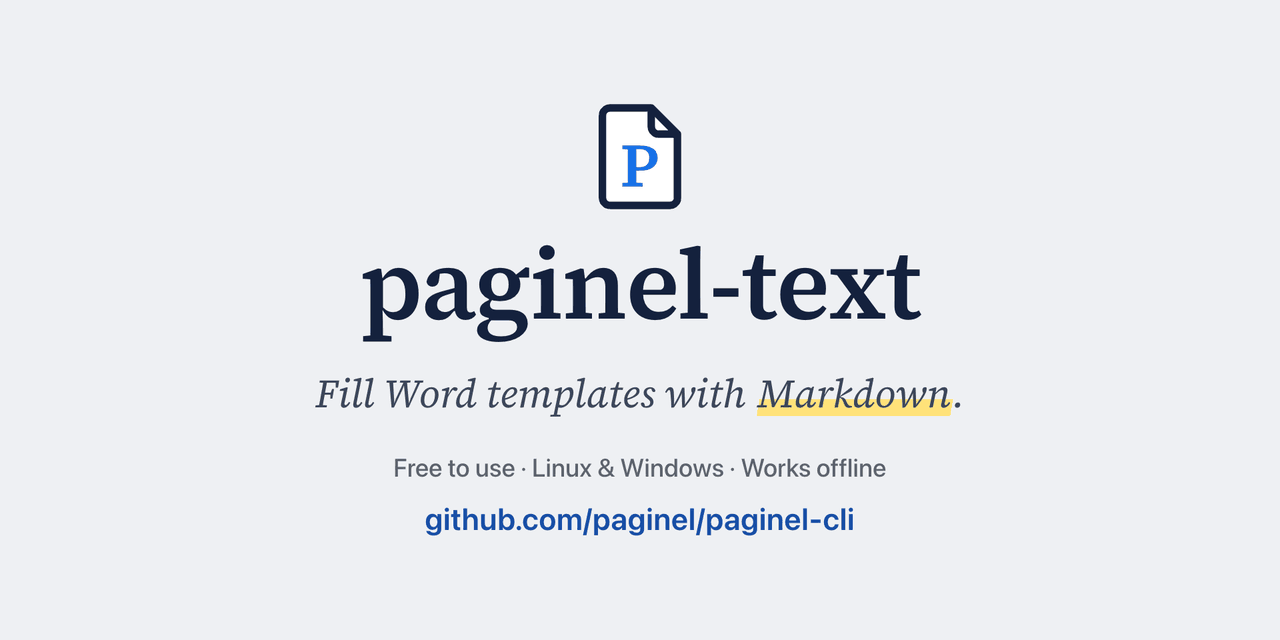 P
paginel-text
Fill Word templates with Markdown.
Free to use · Linux & Windows · Works offline
github.com/paginel/paginel-cli